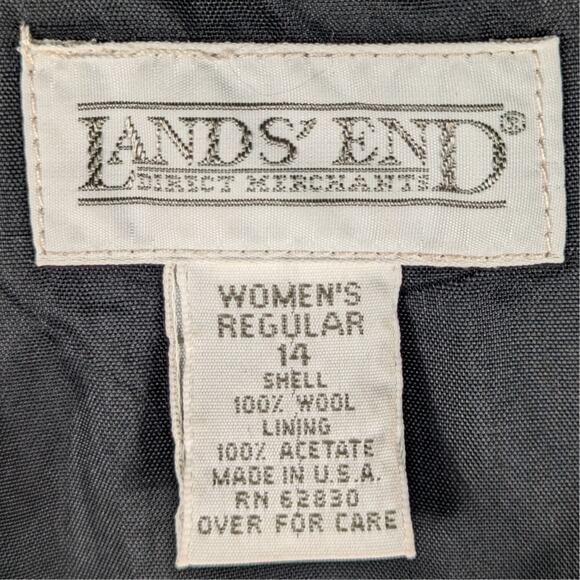 LANDS' END®
DIRECT MERCHANTS
WOMEN'S
REGULAR
14
SHELL
100% WOOL
LINING
100% ACETATE
MADE IN U.S.A.
RN 62830
OVER FOR CARE